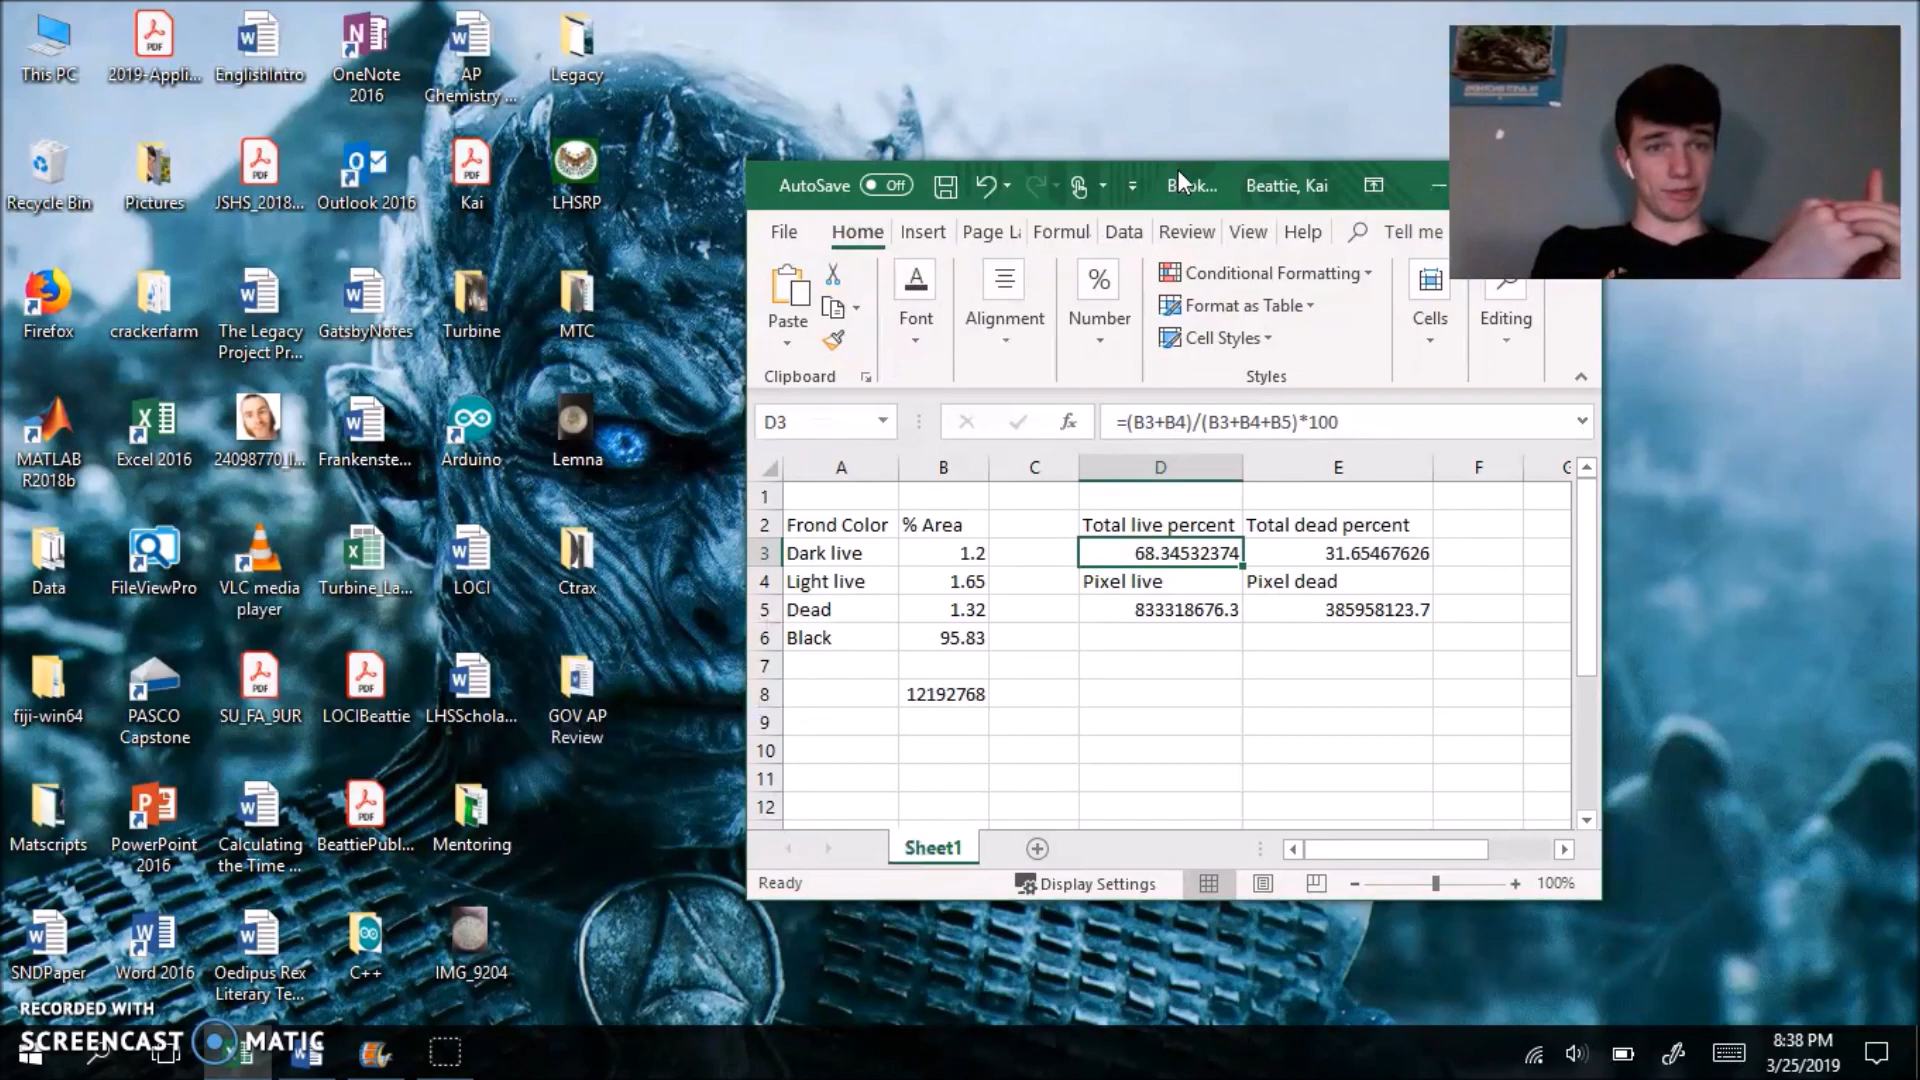 This PC
2019-Appli...
EnglishIntro
OneNote
2016
AP
Chemistry ...
Legacy
Recycle Bin
Pictures
JSHS_2018...
Outlook 2016
Kai
LHSRP
Firefox
crackerfarm
The Legacy
Project Pr...
GatsbyNotes
Turbine
MTC
MATLAB
R2018b
Excel 2016
24098770_l...
Frankenste...
Arduino
Lemna
Data
FileViewPro
VLC media
player
Turbine_La...
LOCI
Ctrax
fiji-win64
PASCO
Capstone
SU_FA_9UR
LOCIBeattie
LHSSchola...
GOV AP
Review
Matscripts
PowerPoint
2016
Calculating
the Time ...
BeattiePubl...
Mentoring
SNDPaper
Word 2016
Oedipus Rex
Literary Te...
C++
IMG_9204
AutoSave Off
Beattie, Kai
File Home Insert Page L Formul Data Review View Help Tell me
Paste
Clipboard
Font
Alignment
%
Number
Conditional Formatting
Format as Table
Cell Styles
Styles
Cells
Editing
D3 fx =(B3+B4)/(B3+B4+B5)*100
A B C D E F
1
2 Frond Color % Area Total live percent Total dead percent
3 Dark live 1.2 68.34532374 31.65467626
4 Light live 1.65 Pixel live Pixel dead
5 Dead 1.32 833318676.3 385958123.7
6 Black 95.83
7
8 12192768
9
10
11
12
Sheet1
Ready Display Settings 100%
RECORDED WITH
SCREENCAST MATIC
8:38 PM
3/25/2019